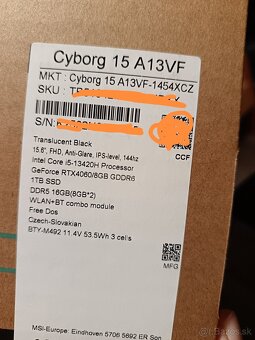 Cyborg 15 A13VF
MKT : Cyborg 15 A13VF-1454XCZ
SKU :
S/N:
CCF
Translucent Black
15.6", FHD, Anti-Glare, IPS-level, 144hz
Intel Core i5-13420H Processor
GeForce RTX4060/8GB GDDR6
1TB SSD
DDR5 16GB(8GB*2)
WLAN+BT combo module
Free Dos
Czech-Slovakian
BTY-M492 11.4V 53.5Wh 3 cells
MFG
MSI-Europe: Eindhoven 5706 5692 ER Son
bazos.sk